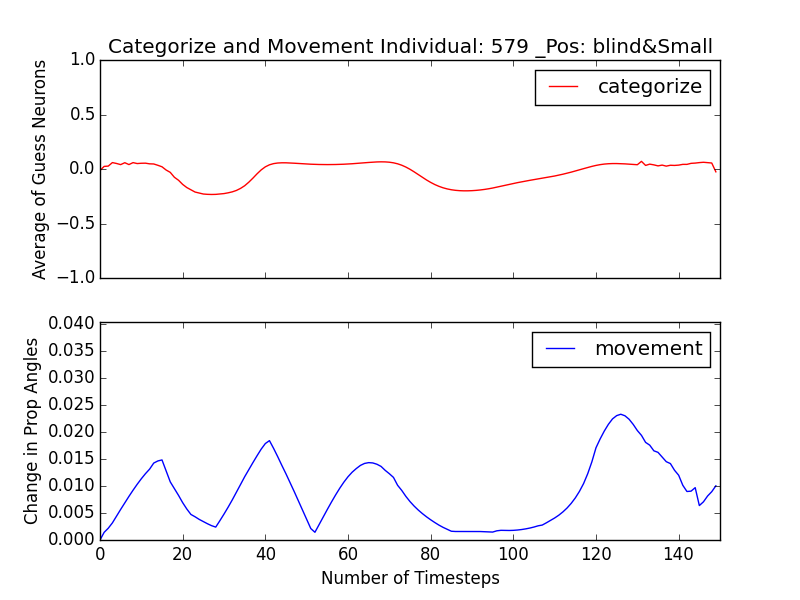 Categorize and Movement Individual: 579 _Pos: blind&Small
1.0
0.5
0.0
−0.5
−1.0
Average of Guess Neurons
categorize
0.040
0.035
0.030
0.025
0.020
0.015
0.010
0.005
0.000
Change in Prop Angles
movement
0 20 40 60 80 100 120 140
Number of Timesteps